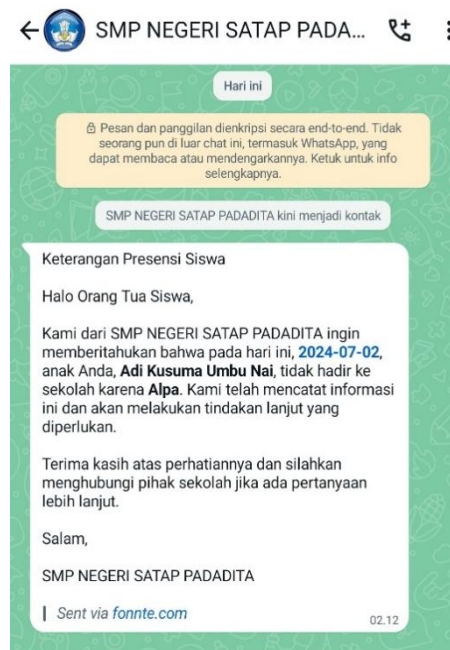 SMP NEGERI SATAP PADA...
Hari ini
Pesan dan panggilan dienkripsi secara end-to-end. Tidak
seorang pun di luar chat ini, termasuk WhatsApp, yang
dapat membaca atau mendengarkannya. Ketuk untuk info
selengkapnya.
SMP NEGERI SATAP PADADITA kini menjadi kontak
Keterangan Presensi Siswa
Halo Orang Tua Siswa,
Kami dari SMP NEGERI SATAP PADADITA ingin
memberitahukan bahwa pada hari ini, 2024-07-02,
anak Anda, Adi Kusuma Umbu Nai, tidak hadir ke
sekolah karena Alpa. Kami telah mencatat informasi
ini dan akan melakukan tindakan lanjut yang
diperlukan.
Terima kasih atas perhatiannya dan silahkan
menghubungi pihak sekolah jika ada pertanyaan
lebih lanjut.
Salam,
SMP NEGERI SATAP PADADITA
Sent via fonnte.com
02.12